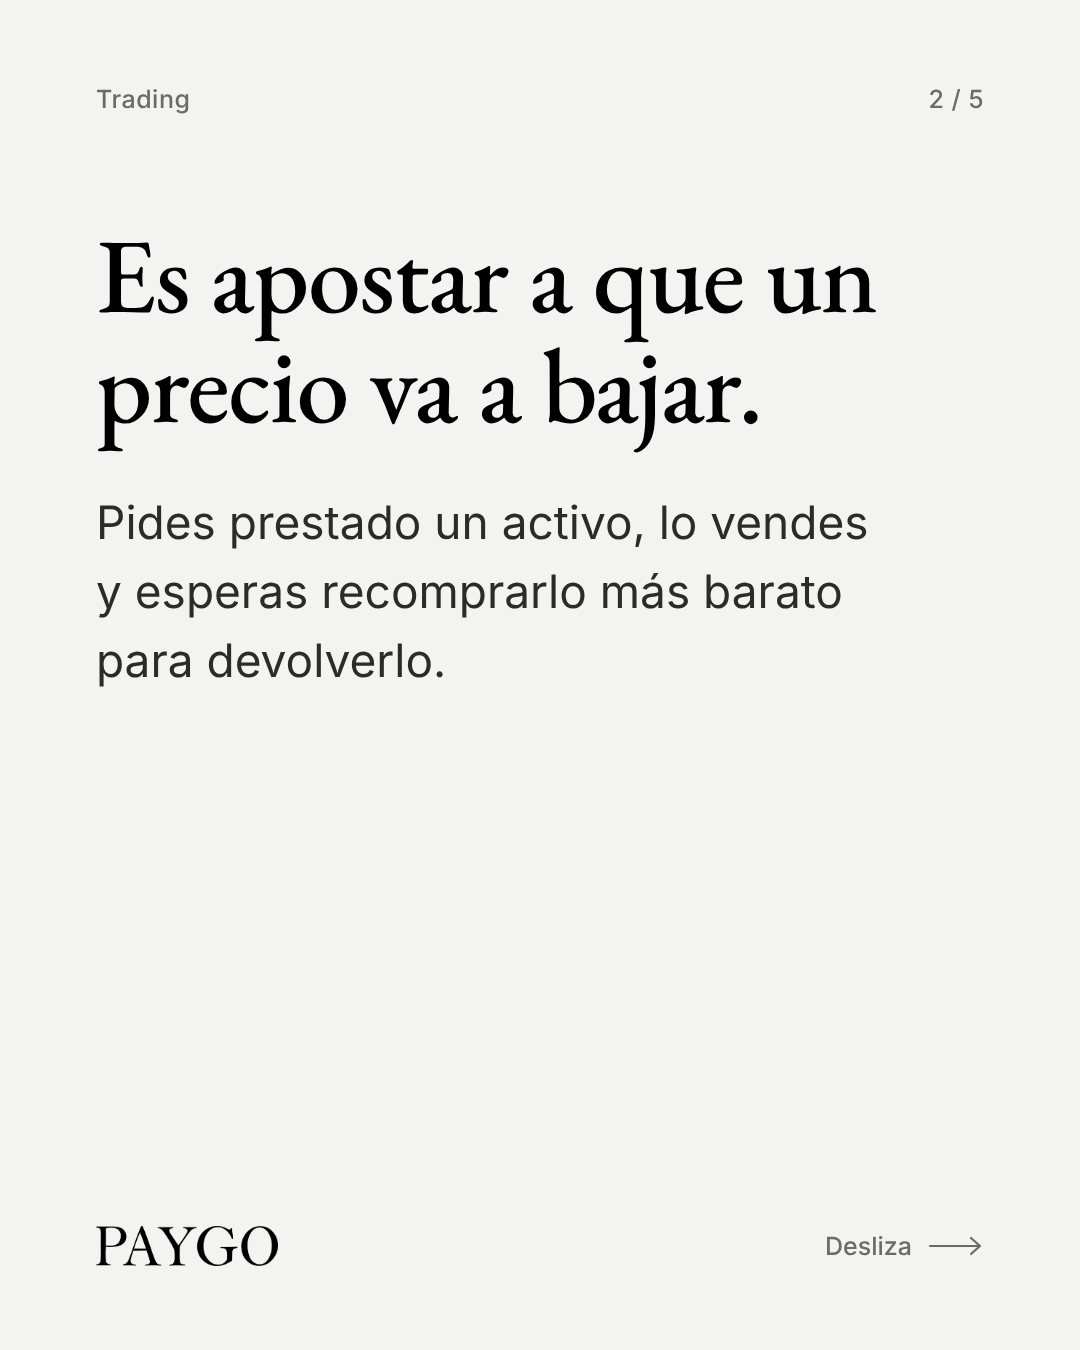 Trading
2 / 5
Es apostar a que un
precio va a bajar.
Pides prestado un activo, lo vendes
y esperas recomprarlo más barato
para devolverlo.
PAYGO
Desliza